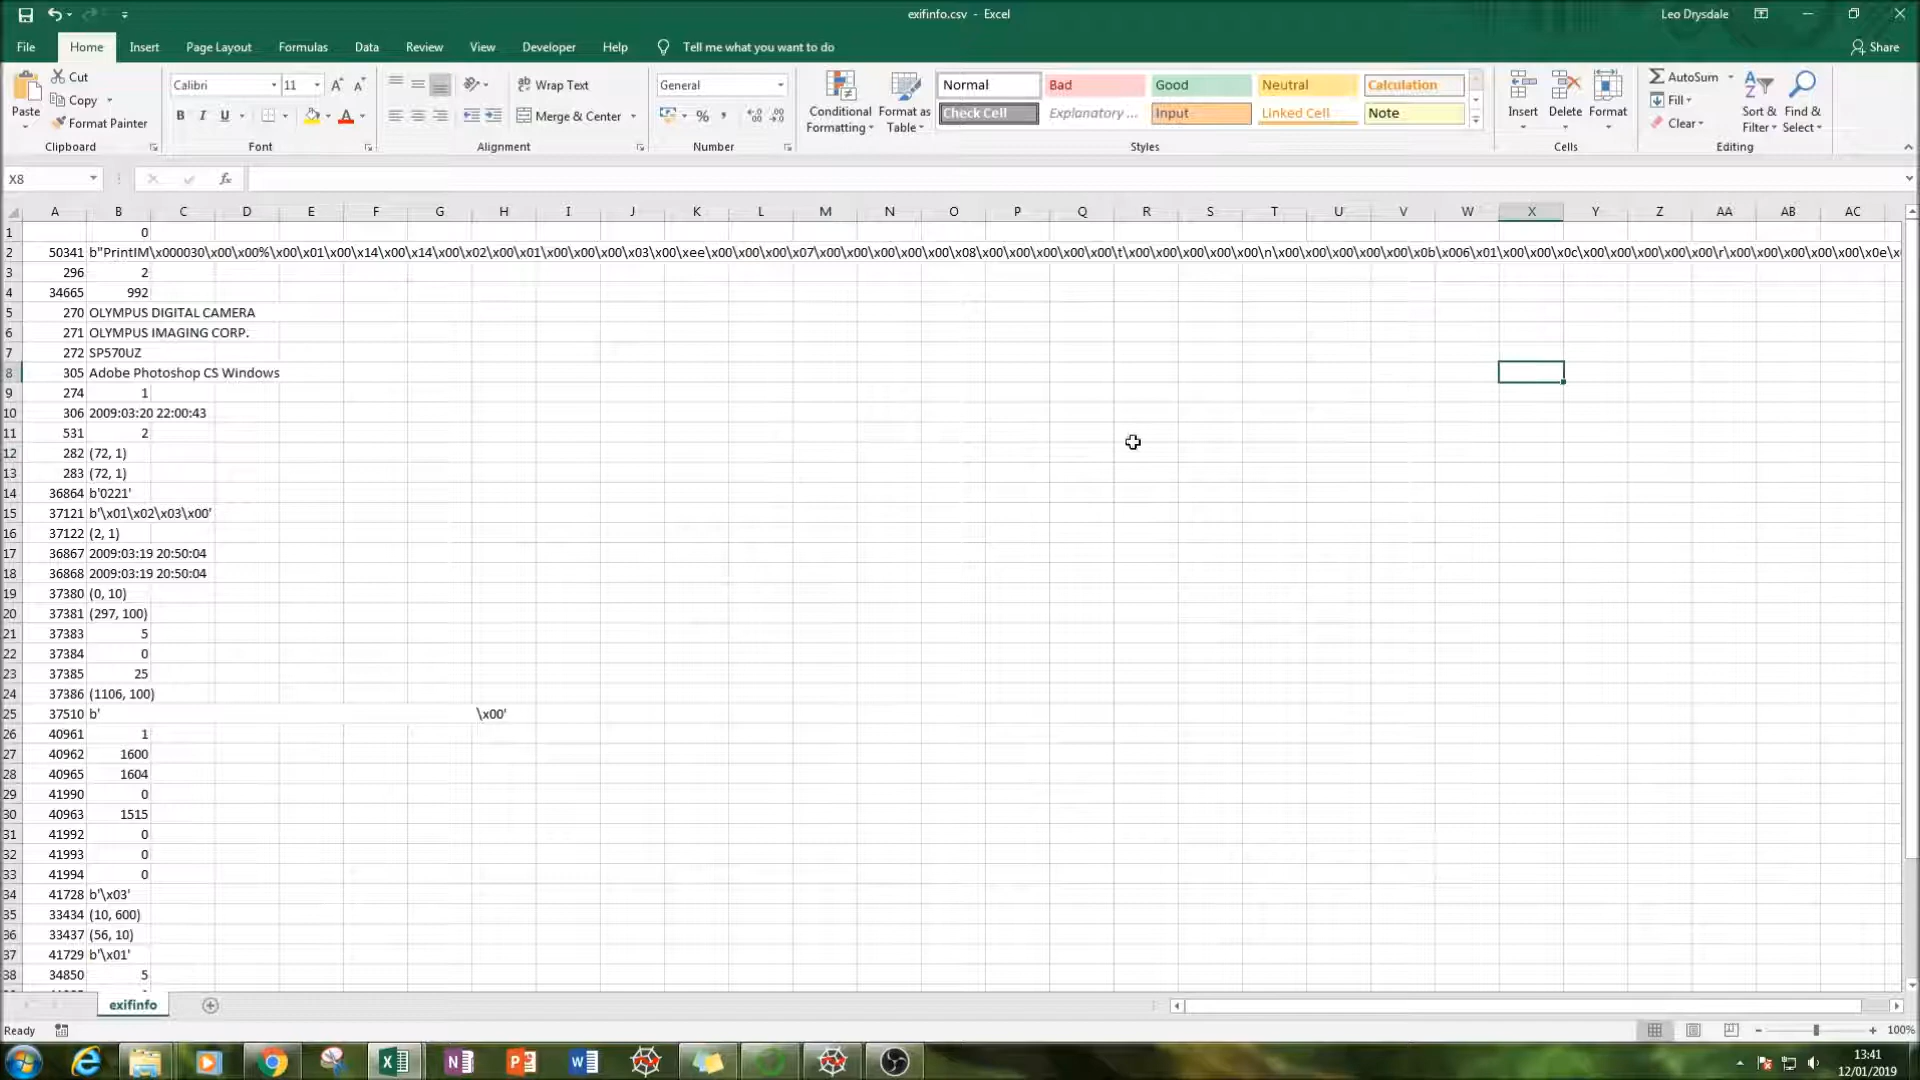 exifinfo.csv - Excel
Leo Drysdale
File Home Insert Page Layout Formulas Data Review View Developer Help Tell me what you want to do Share
Paste
Cut
Copy
Format Painter
Clipboard
Calibri 11
B I U
Font
Wrap Text
Merge & Center
Alignment
General
Number
Conditional Formatting
Format as Table
Normal Bad Good Neutral Calculation
Check Cell Explanatory ... Input Linked Cell Note
Styles
Insert Delete Format
Cells
AutoSum
Fill
Clear
Sort & Filter
Find & Select
Editing
X8 fx
A B C D E F G H I J K L M N O P Q R S T U V W X Y Z AA AB AC
1 0
2 50341 b"PrintIM\x000030\x00\x00%\x00\x01\x00\x14\x00\x14\x00\x02\x00\x01\x00\x00\x00\x03\x00\xee\x00\x00\x07\x00\x00\x00\x00\x00\x08\x00\x00\x00\x00\x00\t\x00\x00\x00\x00\x00\n\x00\x00\x00\x00\x00\x0b\x006\x01\x00\x00\x0c\x00\x00\x00\x00\x00\r\x00\x00\x00\x00\x00\x0e\x
3 296 2
4 34665 992
5 270 OLYMPUS DIGITAL CAMERA
6 271 OLYMPUS IMAGING CORP.
7 272 SP570UZ
8 305 Adobe Photoshop CS Windows
9 274 1
10 306 2009:03:20 22:00:43
11 531 2
12 282 (72, 1)
13 283 (72, 1)
14 36864 b'0221'
15 37121 b'\x01\x02\x03\x00'
16 37122 (2, 1)
17 36867 2009:03:19 20:50:04
18 36868 2009:03:19 20:50:04
19 37380 (0, 10)
20 37381 (297, 100)
21 37383 5
22 37384 0
23 37385 25
24 37386 (1106, 100)
25 37510 b' \x00'
26 40961 1
27 40962 1600
28 40965 1604
29 41990 0
30 40963 1515
31 41992 0
32 41993 0
33 41994 0
34 41728 b'\x03'
35 33434 (10, 600)
36 33437 (56, 10)
37 41729 b'\x01'
38 34850 5
exifinfo
Ready
100%
13:41
12/01/2019